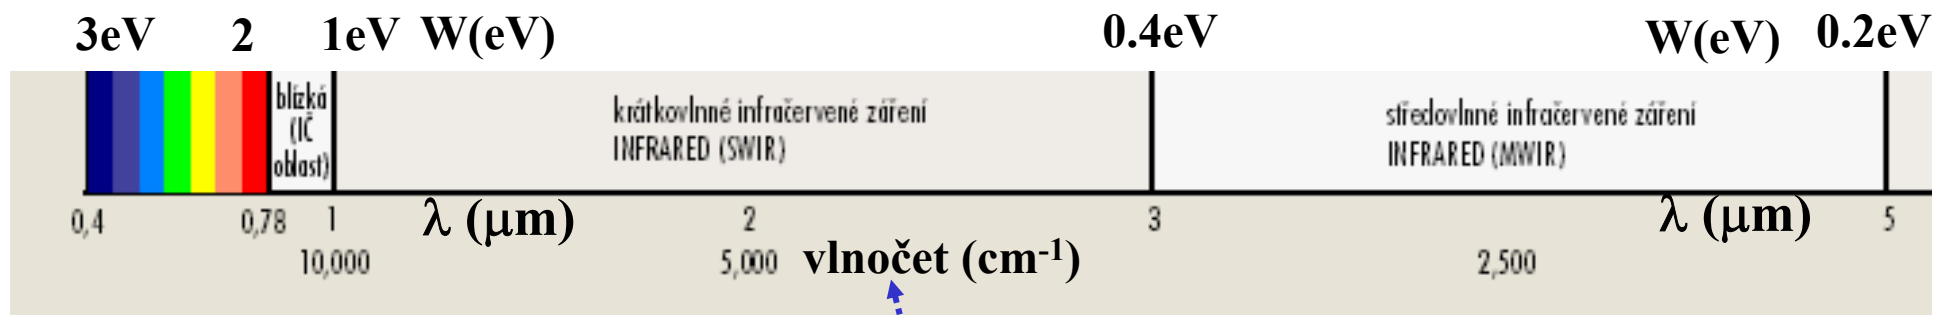 3eV 2 1eV W(eV) 0.4eV W(eV) 0.2eV
blízká
(IČ
oblast)
krátkovlnné infračervené záření
INFRARED (SWIR)
středovlnné infračervené záření
INFRARED (MWIR)
0,4 0,78 1 λ (μm) 2 3 λ (μm) 5
10,000 5,000 vlnočet (cm-1) 2,500